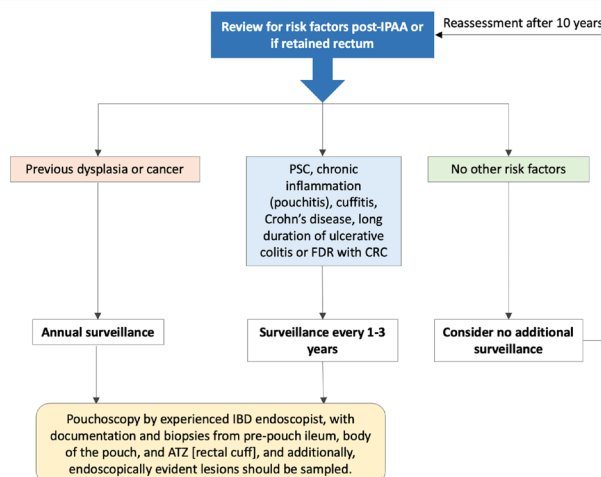 Review for risk factors post-IPAA or
if retained rectum
Reassessment after 10 years
Previous dysplasia or cancer
PSC, chronic
inflammation
(pouchitis), cuffitis,
Crohn's disease, long
duration of ulcerative
colitis or FDR with CRC
No other risk factors
Annual surveillance
Surveillance every 1-3
years
Consider no additional
surveillance
Pouchoscopy by experienced IBD endoscopist, with
documentation and biopsies from pre-pouch ileum, body
of the pouch, and ATZ [rectal cuff], and additionally,
endoscopically evident lesions should be sampled.